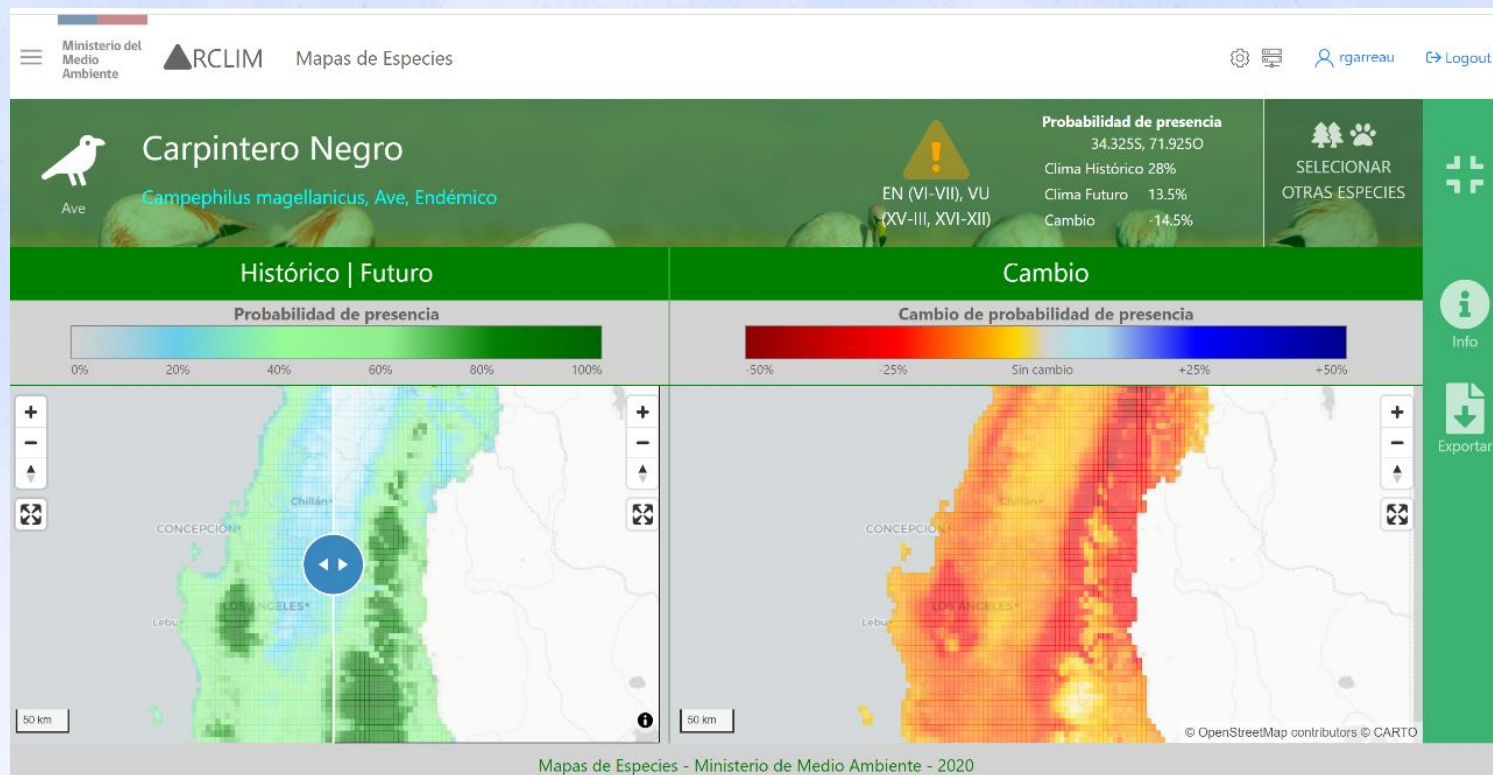 Ministerio del
Medio
Ambiente
ARCLIM
Mapas de Especies
rgarreau
Logout
Ave
Carpintero Negro
Campephilus magellanicus, Ave, Endémico
EN (VI-VII), VU
(XV-III, XVI-XII)
Probabilidad de presencia
34.325S, 71.925O
Clima Histórico 28%
Clima Futuro 13.5%
Cambio -14.5%
SELECIONAR
OTRAS ESPECIES
Histórico | Futuro
Cambio
Probabilidad de presencia
0% 20% 40% 60% 80% 100%
Cambio de probabilidad de presencia
-50% -25% Sin cambio +25% +50%
Info
Exportar
Chillán
CONCEPCIÓN
LOS ANGELES
Lebu
50 km
Chillán
CONCEPCIÓN
LOS ANGELES
Lebu
50 km
© OpenStreetMap contributors © CARTO
Mapas de Especies - Ministerio de Medio Ambiente - 2020